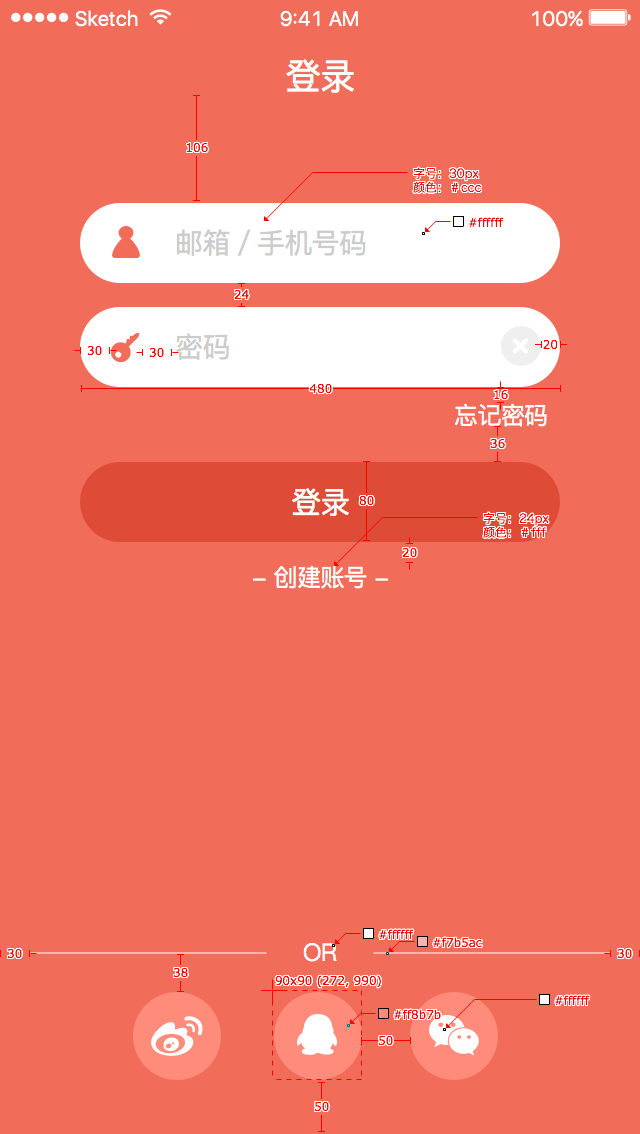 Sketch 9:41 AM 100%
登录
106
字号：30px
颜色：#ccc
邮箱 / 手机号码
#ffffff
24
30
30
密码
20
480
16
忘记密码
36
登录
80
字号：24px
颜色：#fff
20
– 创建账号 –
#ffffff
OR
#f7b5ac
30
30
38
90x90 (272, 990)
#ffffff
#ff8b7b
50
50